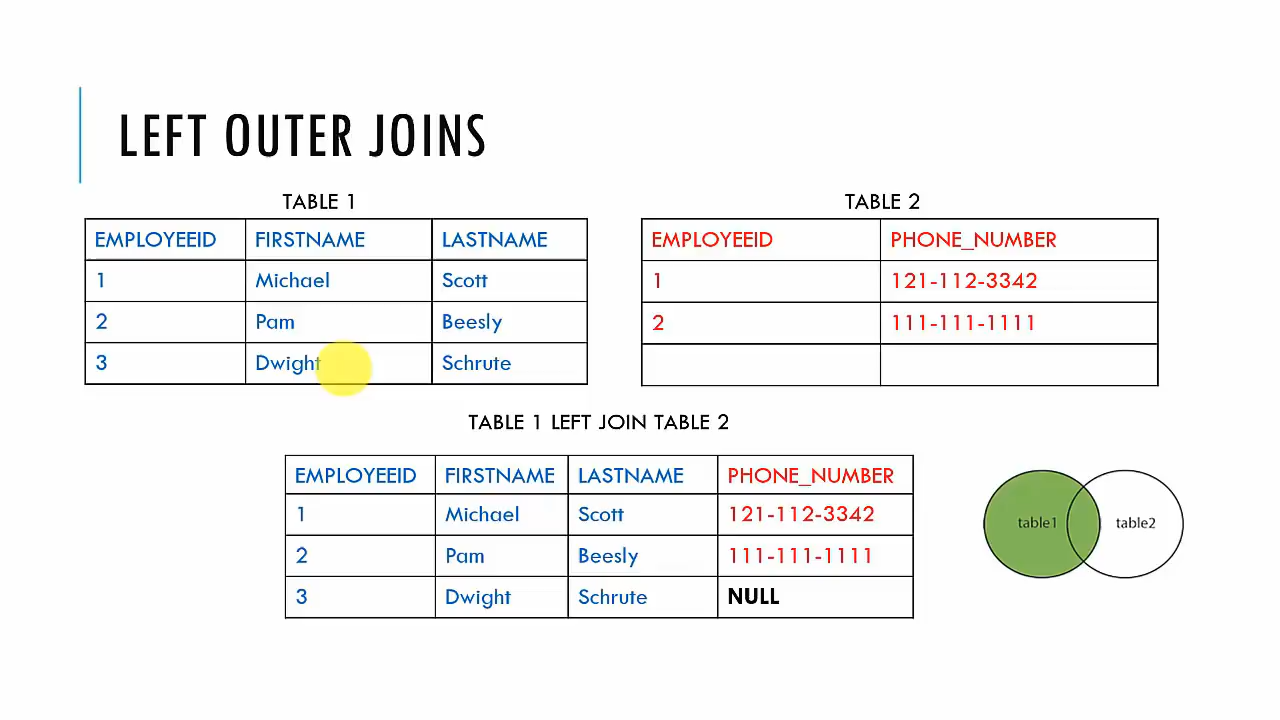 LEFT OUTER JOINS
TABLE 1
EMPLOYEEID FIRSTNAME LASTNAME
1 Michael Scott
2 Pam Beesly
3 Dwight Schrute
TABLE 2
EMPLOYEEID PHONE_NUMBER
1 121-112-3342
2 111-111-1111
TABLE 1 LEFT JOIN TABLE 2
EMPLOYEEID FIRSTNAME LASTNAME PHONE_NUMBER
1 Michael Scott 121-112-3342
2 Pam Beesly 111-111-1111
3 Dwight Schrute NULL
table1 table2